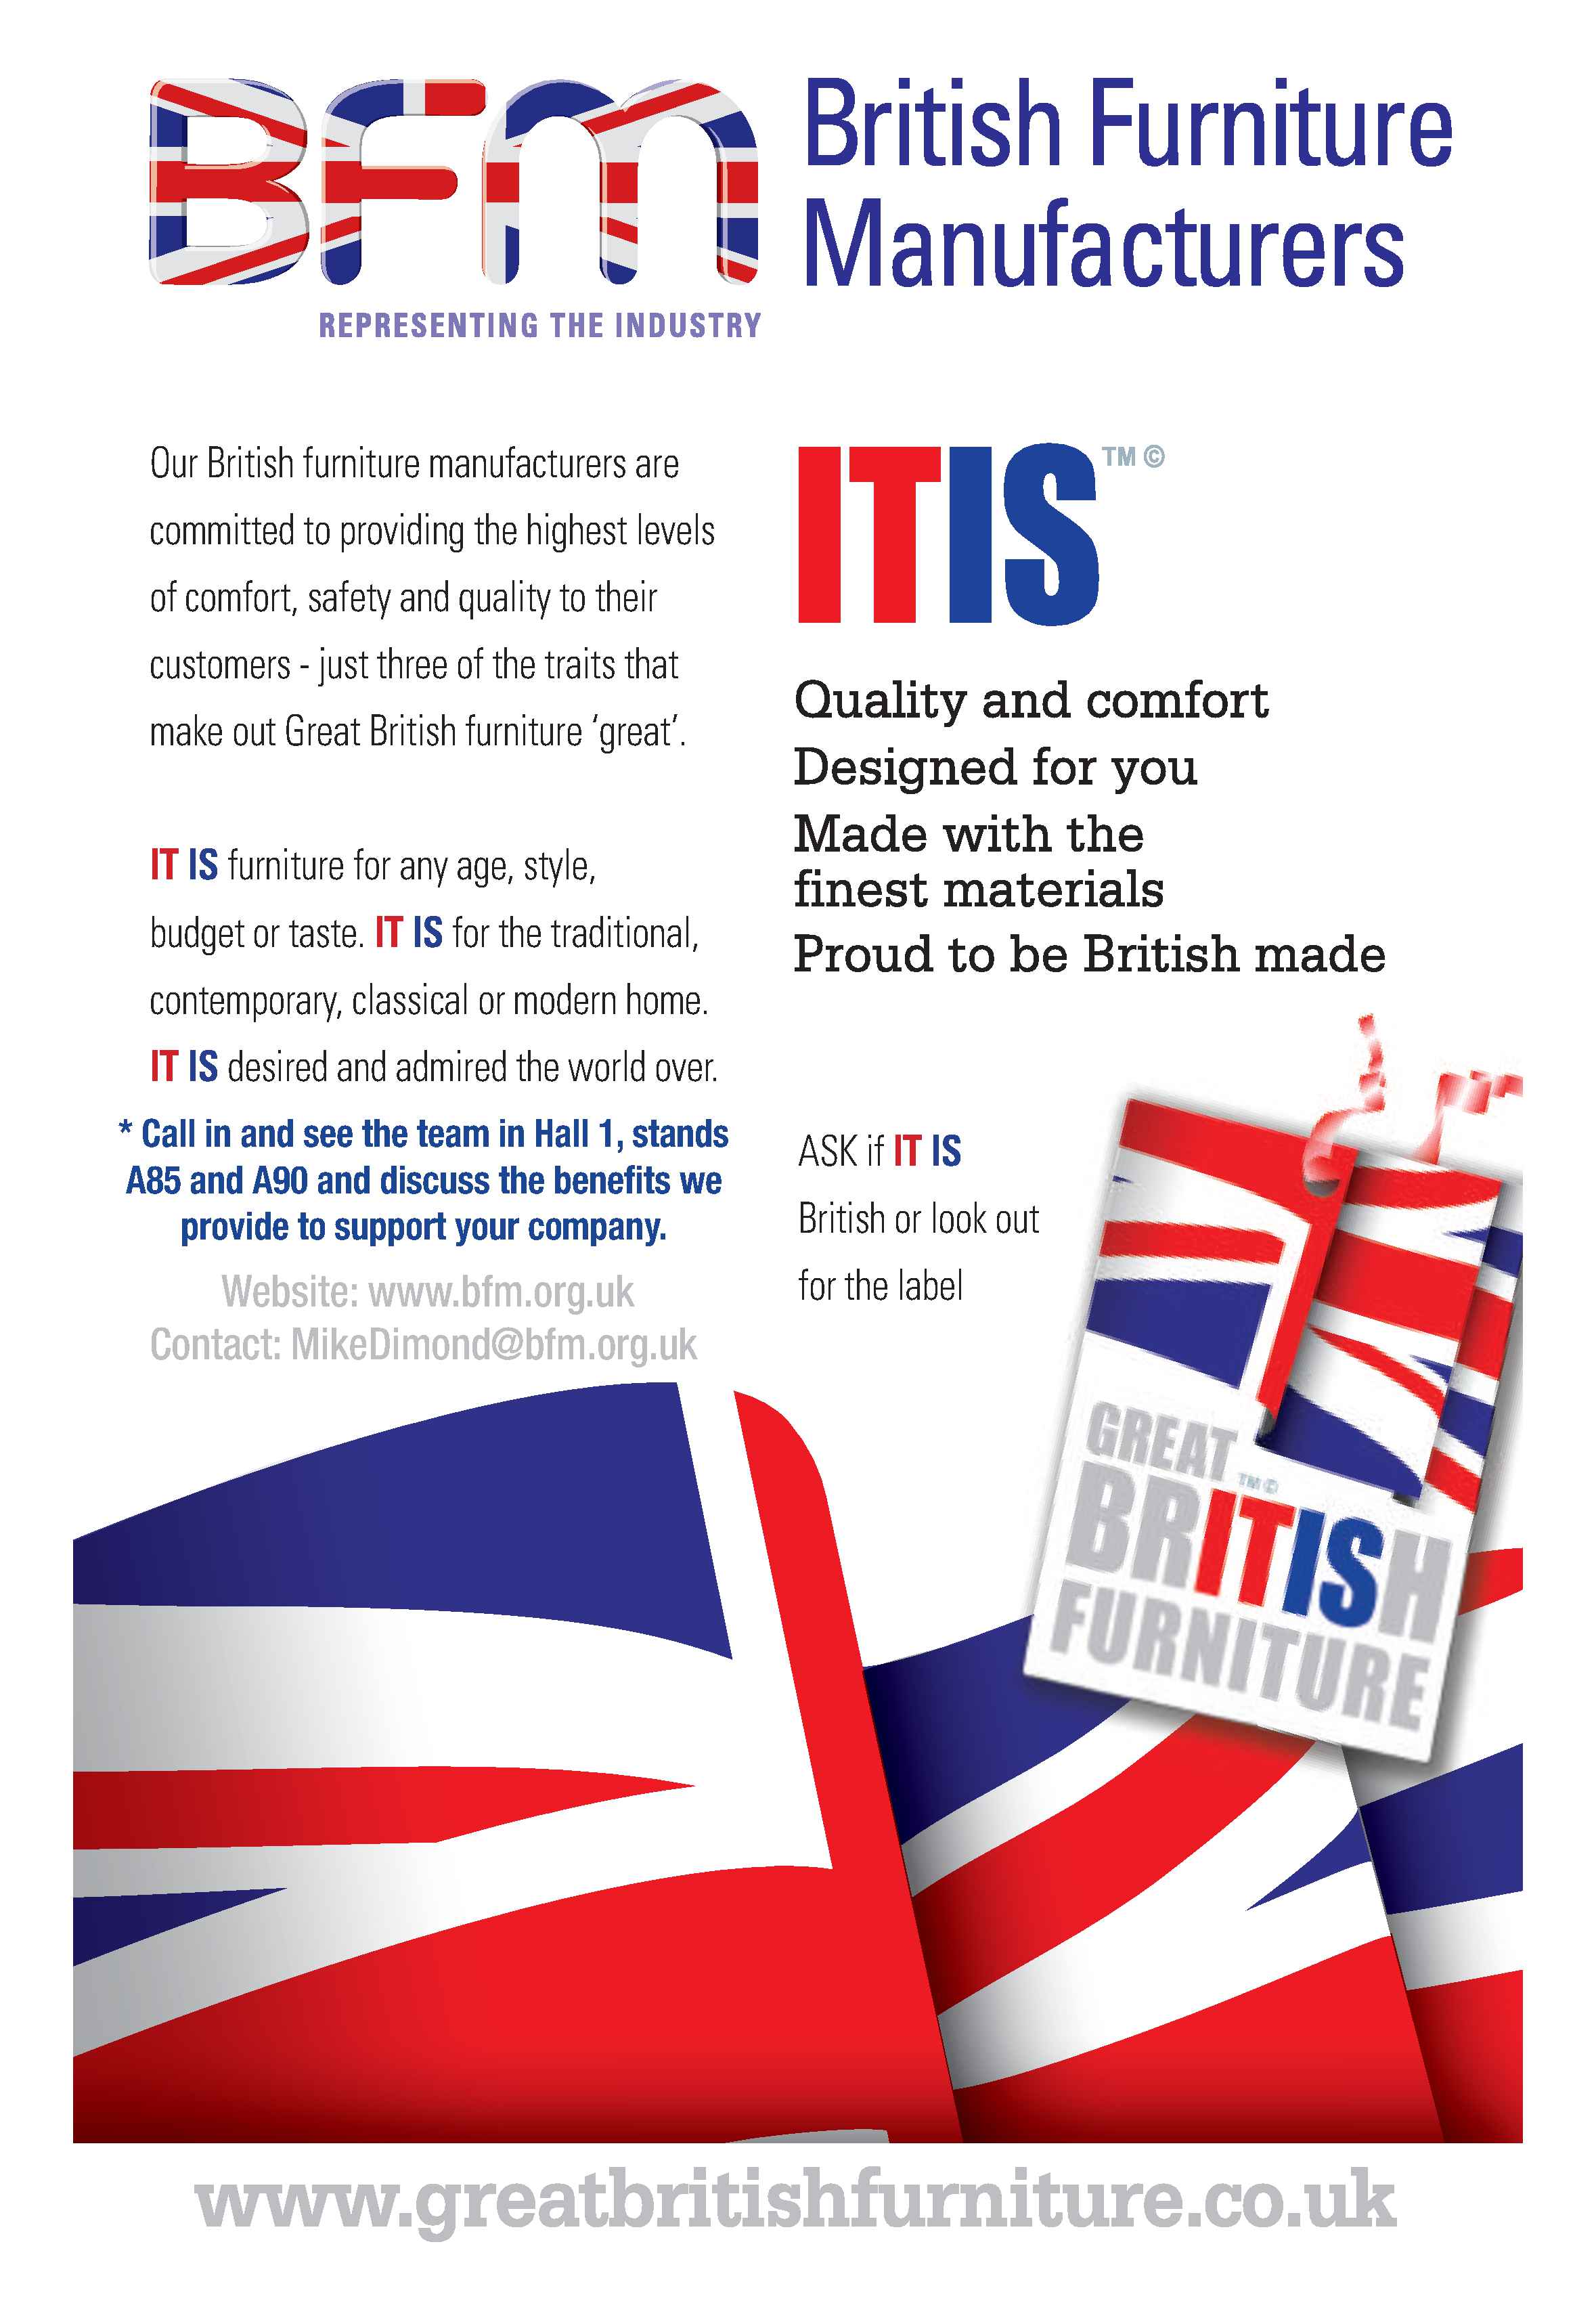 BFM
REPRESENTING THE INDUSTRY
British Furniture
Manufacturers
Our British furniture manufacturers are
committed to providing the highest levels
of comfort, safety and quality to their
customers - just three of the traits that
make out Great British furniture ‘great’.
IT IS furniture for any age, style,
budget or taste. IT IS for the traditional,
contemporary, classical or modern home.
IT IS desired and admired the world over.
* Call in and see the team in Hall 1, stands
A85 and A90 and discuss the benefits we
provide to support your company.
Website: www.bfm.org.uk
Contact: MikeDimond@bfm.org.uk
ITIS TM ©
Quality and comfort
Designed for you
Made with the
finest materials
Proud to be British made
ASK if IT IS
British or look out
for the label
GREAT TM ©
BRITISH
FURNITURE
www.greatbritishfurniture.co.uk